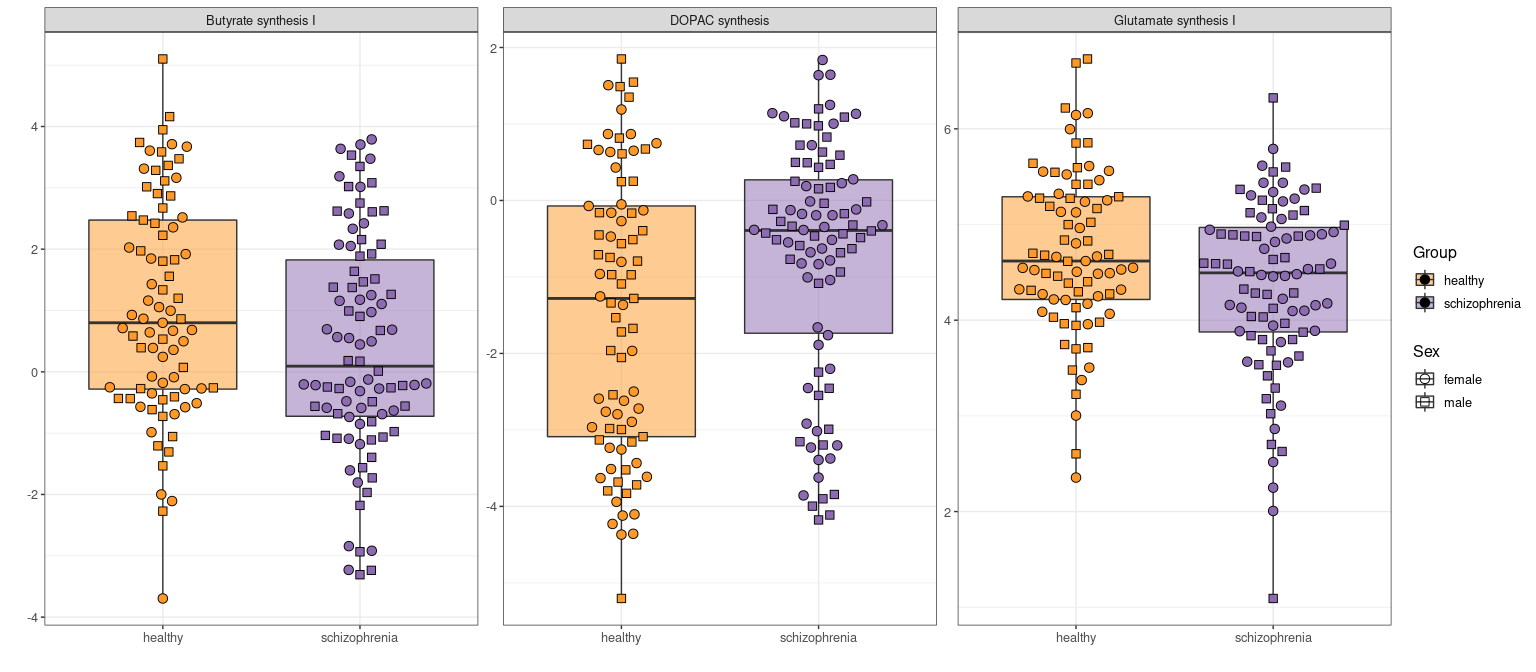 Butyrate synthesis I
DOPAC synthesis
Glutamate synthesis I
4
2
0
-2
-4
2
0
-2
-4
6
4
2
healthy
schizophrenia
healthy
schizophrenia
healthy
schizophrenia
Group
healthy
schizophrenia
Sex
female
male